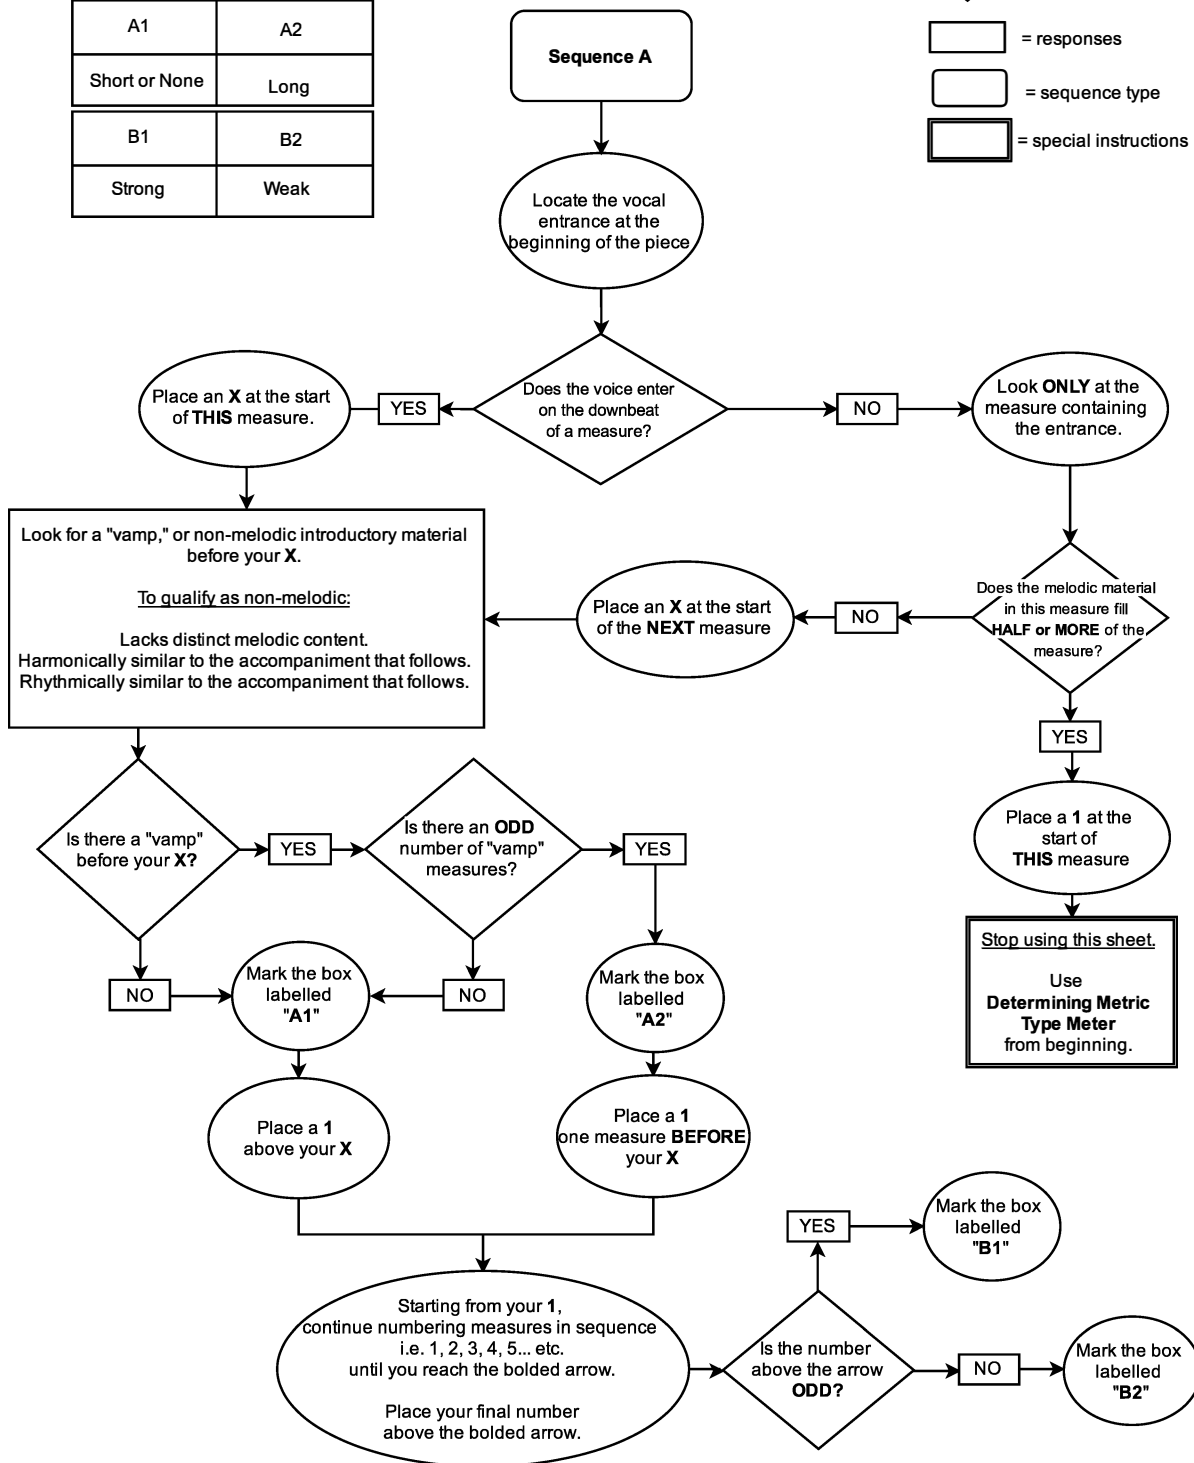 A1
A2
Short or None
Long
B1
B2
Strong
Weak
Sequence A
= responses
= sequence type
= special instructions
Locate the vocal
entrance at the
beginning of the piece
Does the voice enter
on the downbeat
of a measure?
YES
Place an X at the start
of THIS measure.
NO
Look ONLY at the
measure containing
the entrance.
Look for a "vamp," or non-melodic introductory material
before your X.
To qualify as non-melodic:
Lacks distinct melodic content.
Harmonically similar to the accompaniment that follows.
Rhythmically similar to the accompaniment that follows.
Place an X at the start
of the NEXT measure
NO
Does the melodic material
in this measure fill
HALF or MORE of the
measure?
YES
Place a 1 at the
start of
THIS measure
Stop using this sheet.
Use
Determining Metric
Type Meter
from beginning.
Is there a "vamp"
before your X?
YES
Is there an ODD
number of "vamp"
measures?
YES
NO
Mark the box
labelled
"A1"
NO
Mark the box
labelled
"A2"
Place a 1
above your X
Place a 1
one measure BEFORE
your X
Starting from your 1,
continue numbering measures in sequence
i.e. 1, 2, 3, 4, 5... etc.
until you reach the bolded arrow.
Place your final number
above the bolded arrow.
Is the number
above the arrow
ODD?
YES
Mark the box
labelled
"B1"
NO
Mark the box
labelled
"B2"